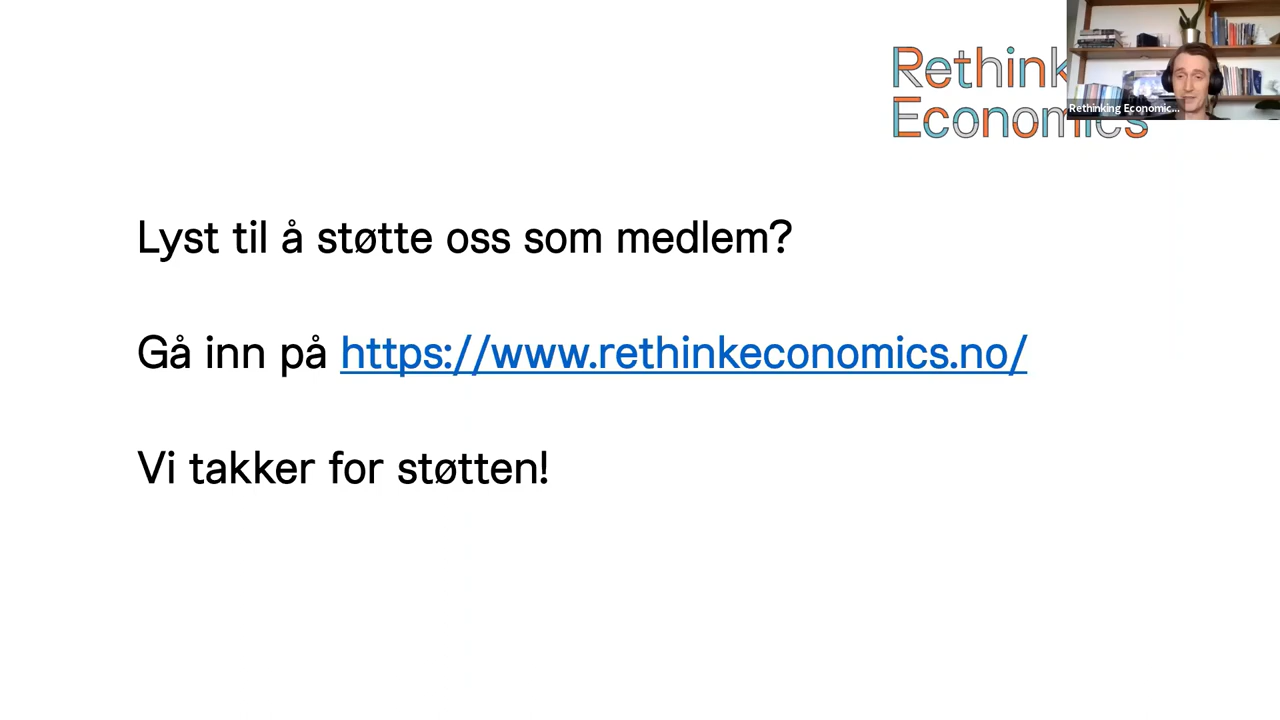 Rethink
Economics
Rethinking Economic...
Lyst til å støtte oss som medlem?
Gå inn på https://www.rethinkeconomics.no/
Vi takker for støtten!